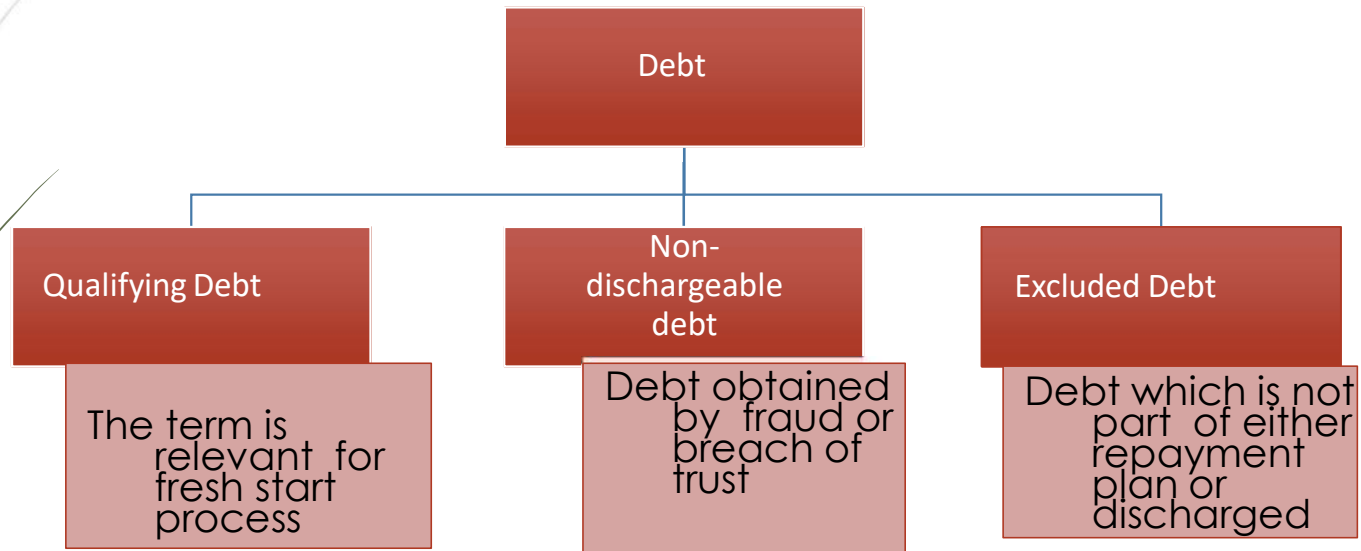 Debt
Qualifying Debt
The term is
relevant for
fresh start
process
Non-
dischargeable
debt
Debt obtained
by fraud or
breach of
trust
Excluded Debt
Debt which is not
part of either
repayment
plan or
discharged